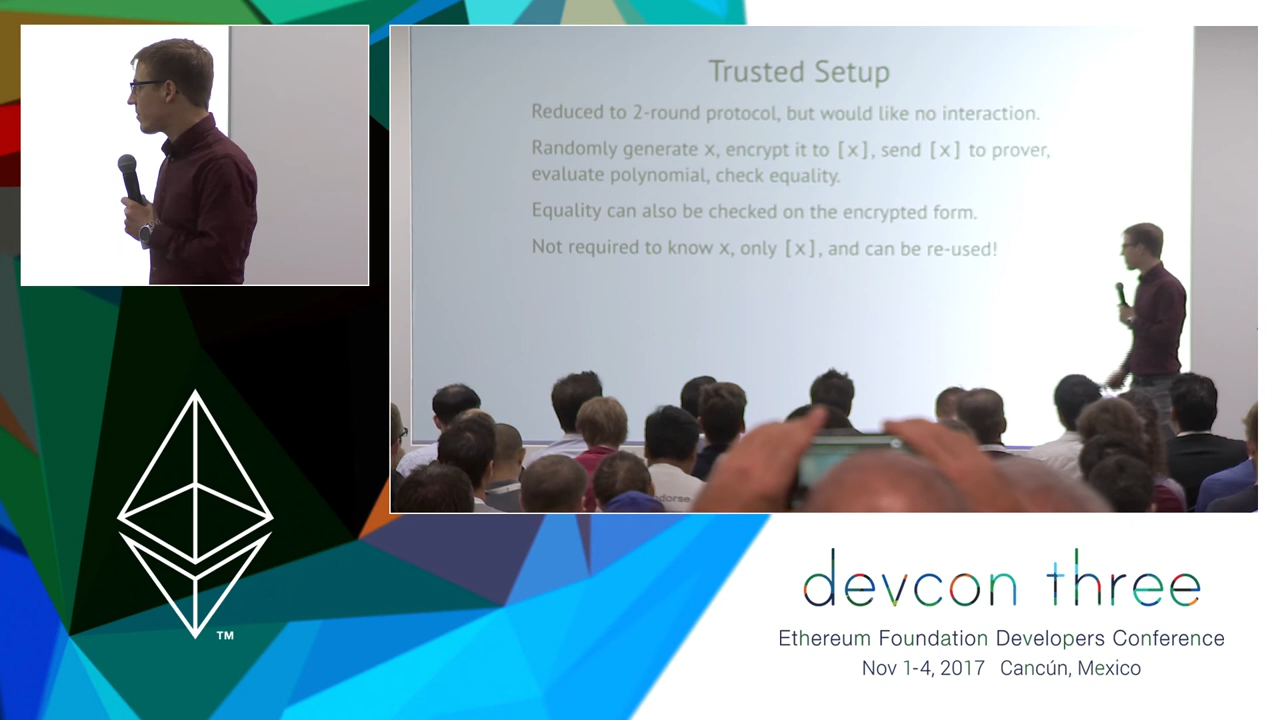 Trusted Setup
Reduced to 2-round protocol, but would like no interaction.
Randomly generate x, encrypt it to [x], send [x] to prover,
evaluate polynomial, check equality.
Equality can also be checked on the encrypted form.
Not required to know x, only [x], and can be re-used!
dorse
TM
devcon three
Ethereum Foundation Developers Conference
Nov 1-4, 2017 Cancún, Mexico